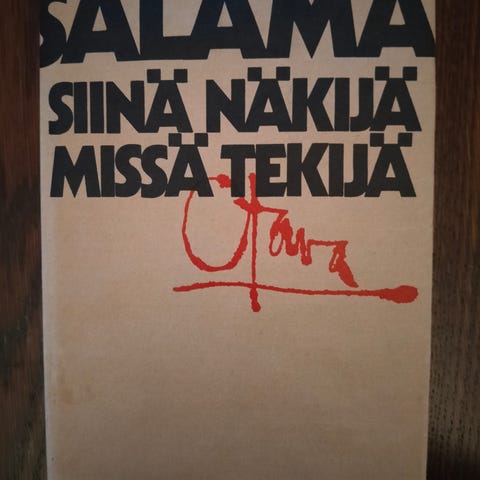 SALAMA
SIINÄ NÄKIJÄ
MISSÄ TEKIJÄ
Otava